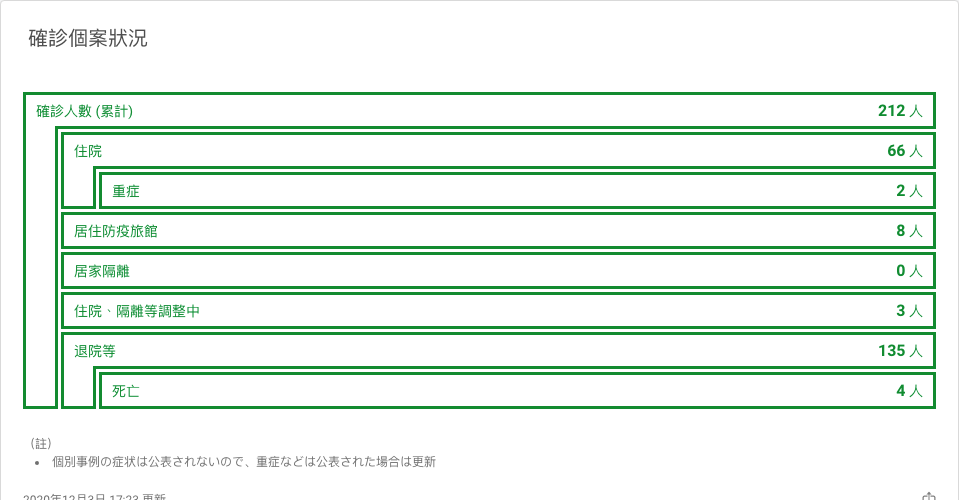 確診個案狀況
確診人數 (累計) 212 人
住院 66 人
重症 2 人
居住防疫旅館 8 人
居家隔離 0 人
住院、隔離等調整中 3 人
退院等 135 人
死亡 4 人
(註)
• 個別事例の症状は公表されないので、重症などは公表された場合は更新
2020年12月3日 17:23 更新